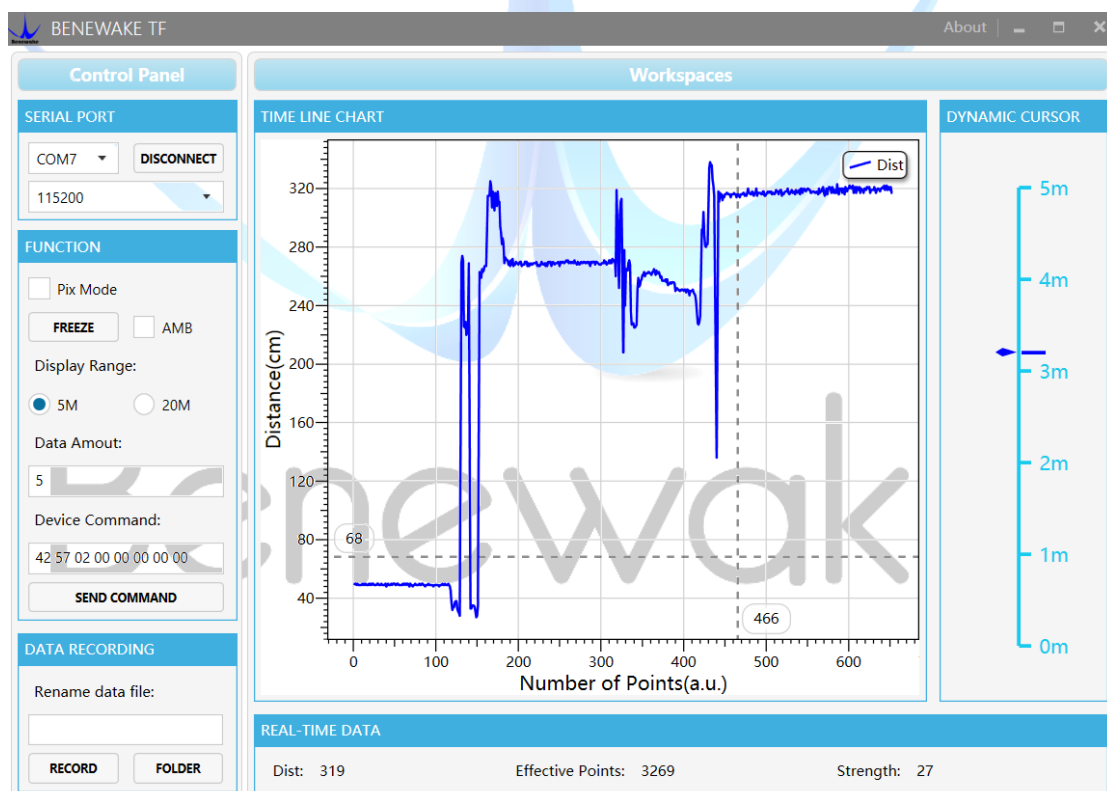 Benewake
BENEWAKE TF
About
Control Panel
Workspaces
SERIAL PORT
COM7
DISCONNECT
115200
FUNCTION
Pix Mode
FREEZE
AMB
Display Range:
5M
20M
Data Amout:
5
Device Command:
42 57 02 00 00 00 00 00
SEND COMMAND
DATA RECORDING
Rename data file:
RECORD
FOLDER
TIME LINE CHART
Dist
Distance(cm)
320
280
240
200
160
120
80
40
68
466
0 100 200 300 400 500 600
Number of Points(a.u.)
Benewak
DYNAMIC CURSOR
5m
4m
3m
2m
1m
0m
REAL-TIME DATA
Dist: 319 Effective Points: 3269 Strength: 27